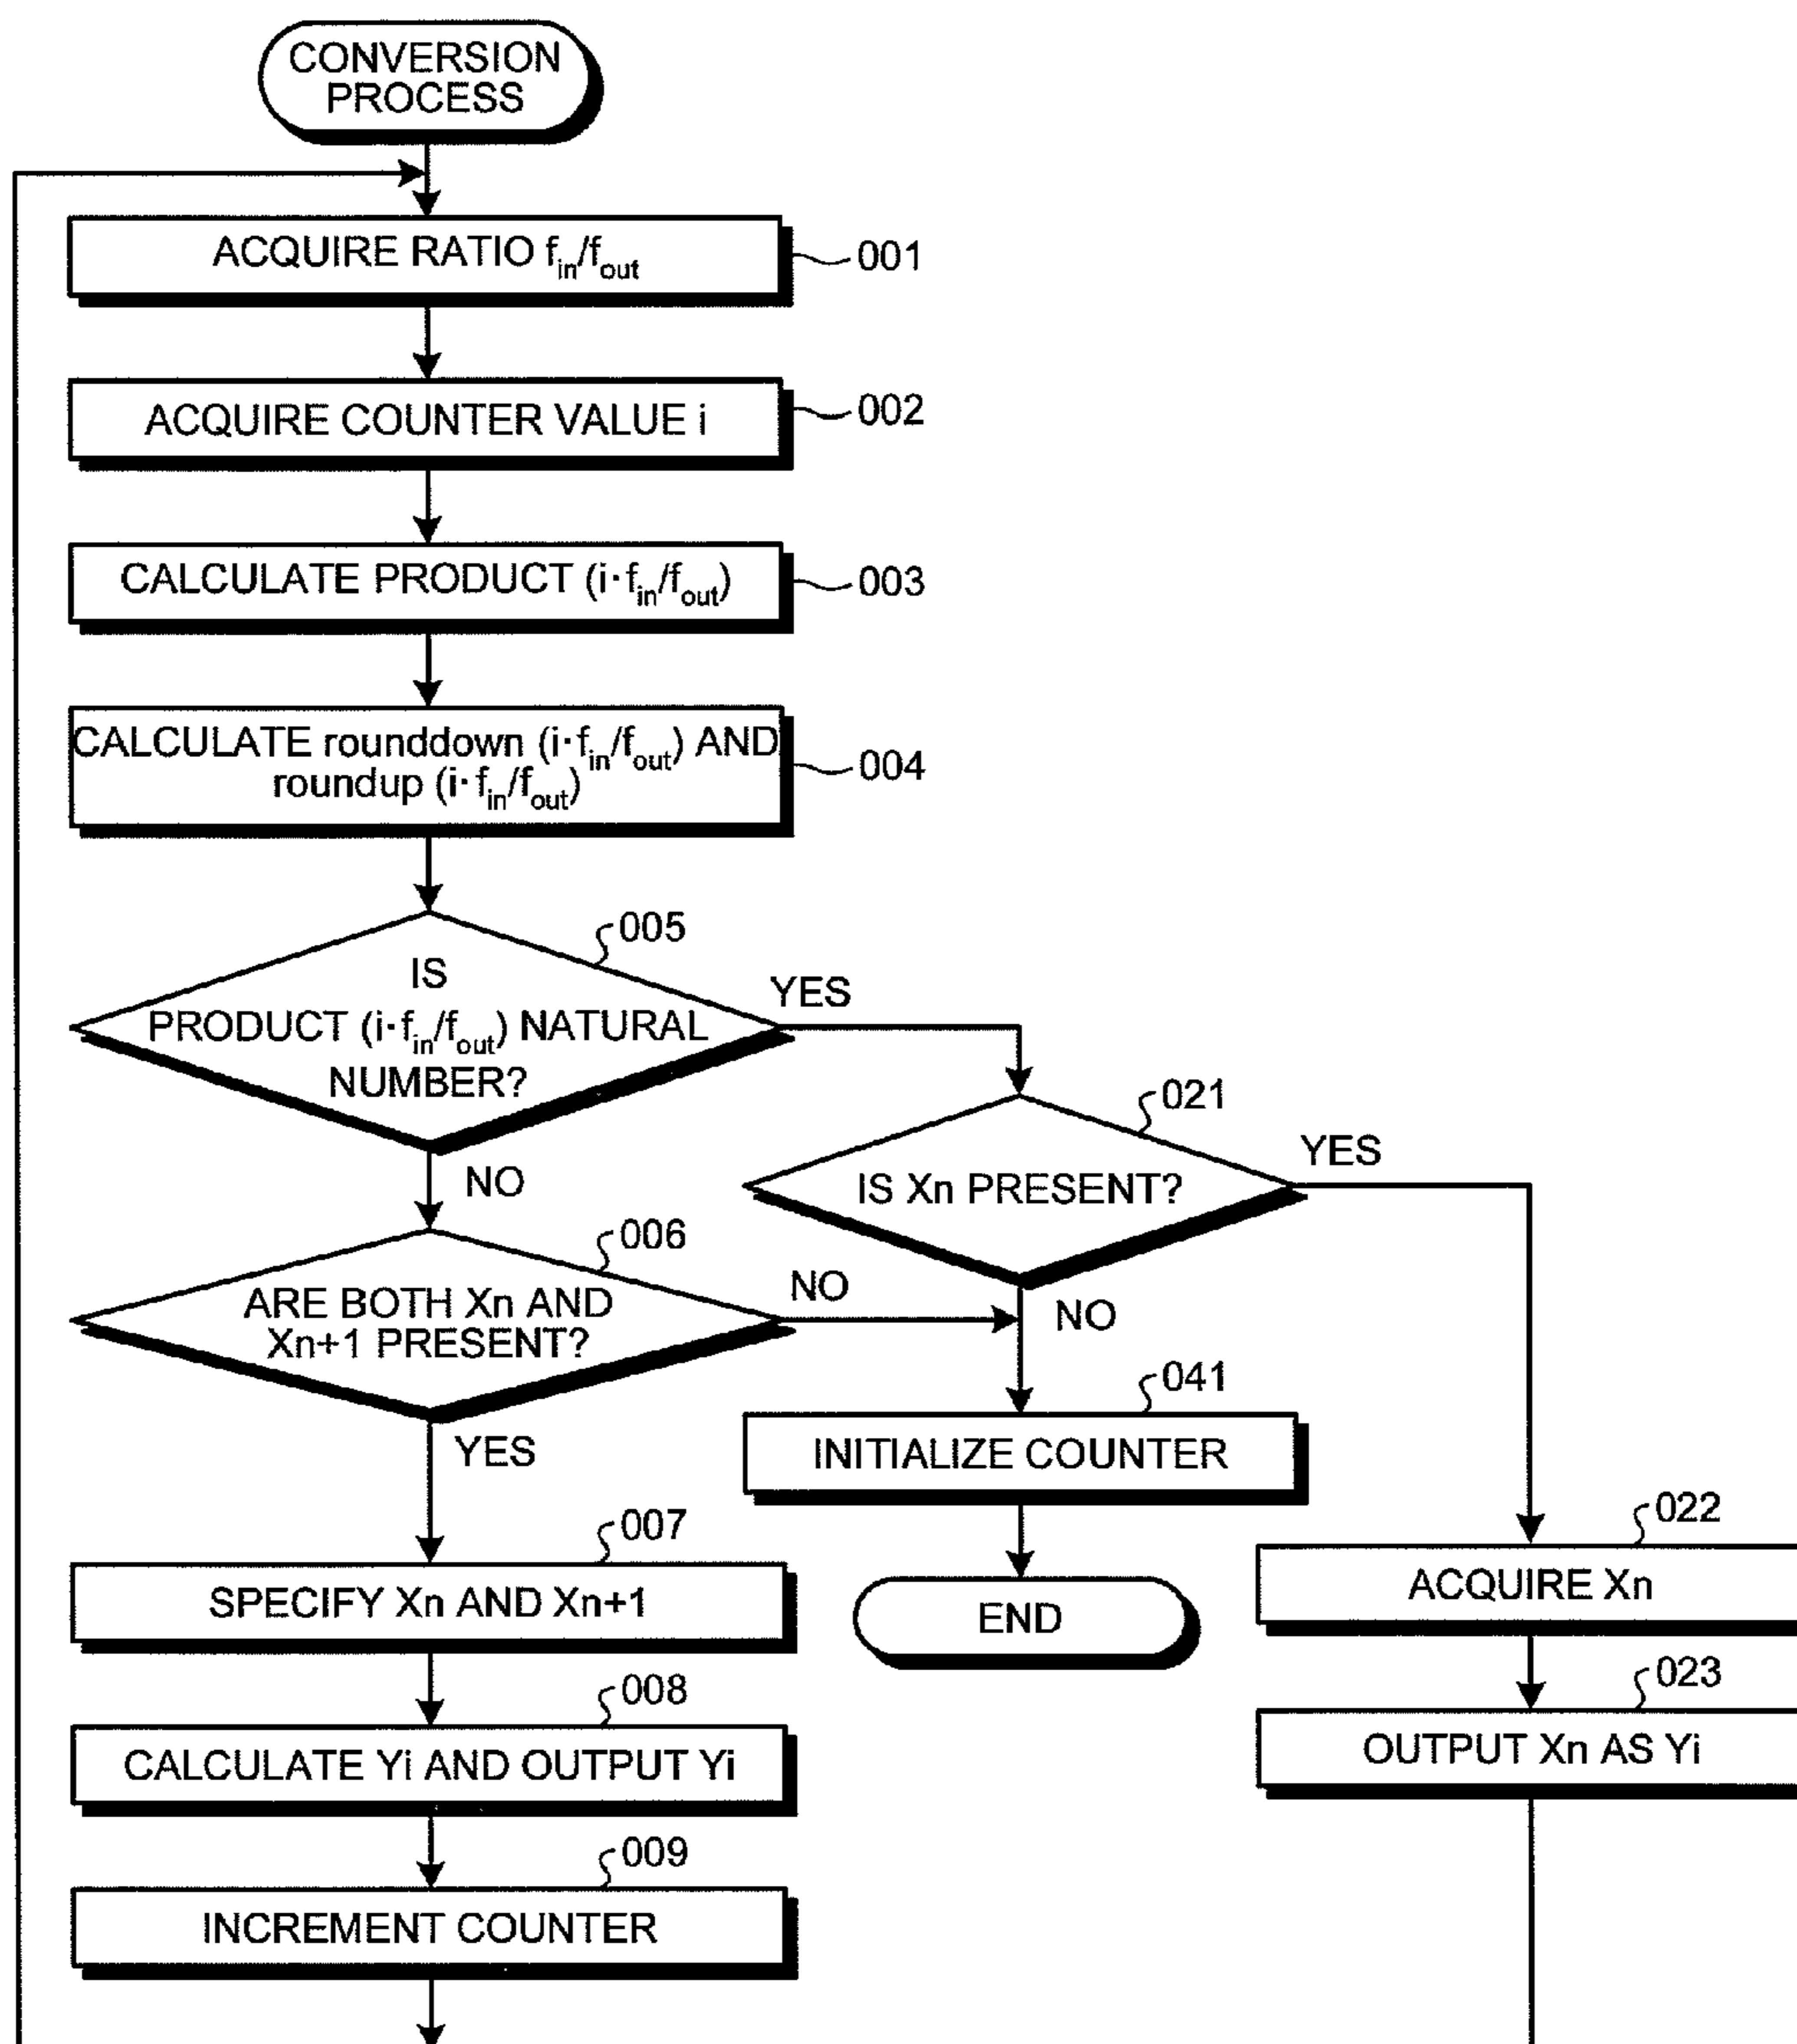 CONVERSION
PROCESS
ACQUIRE RATIO fin/fout
001
ACQUIRE COUNTER VALUE i
002
CALCULATE PRODUCT (i·fin/fout)
003
CALCULATE rounddown (i·fin/fout) AND
roundup (i·fin/fout)
004
005
IS
PRODUCT (i·fin/fout) NATURAL
NUMBER?
YES
NO
021
IS Xn PRESENT?
YES
NO
006
ARE BOTH Xn AND
Xn+1 PRESENT?
NO
YES
041
INITIALIZE COUNTER
END
007
SPECIFY Xn AND Xn+1
022
ACQUIRE Xn
008
CALCULATE Yi AND OUTPUT Yi
023
OUTPUT Xn AS Yi
009
INCREMENT COUNTER